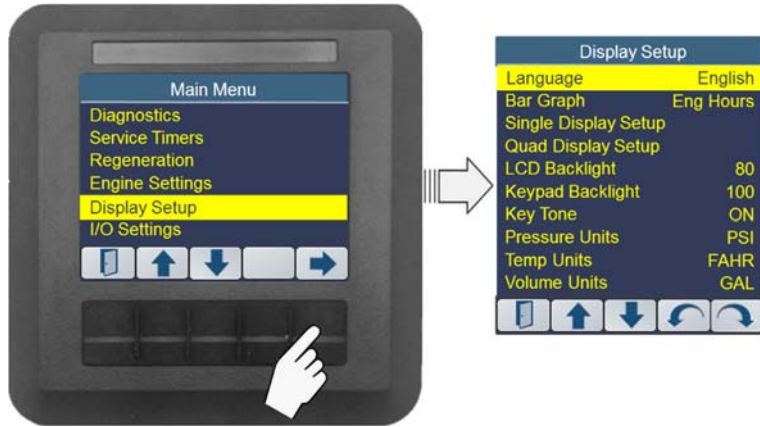 Main Menu
Diagnostics
Service Timers
Regeneration
Engine Settings
Display Setup
I/O Settings
Display Setup
Language English
Bar Graph Eng Hours
Single Display Setup
Quad Display Setup
LCD Backlight 80
Keypad Backlight 100
Key Tone ON
Pressure Units PSI
Temp Units FAHR
Volume Units GAL